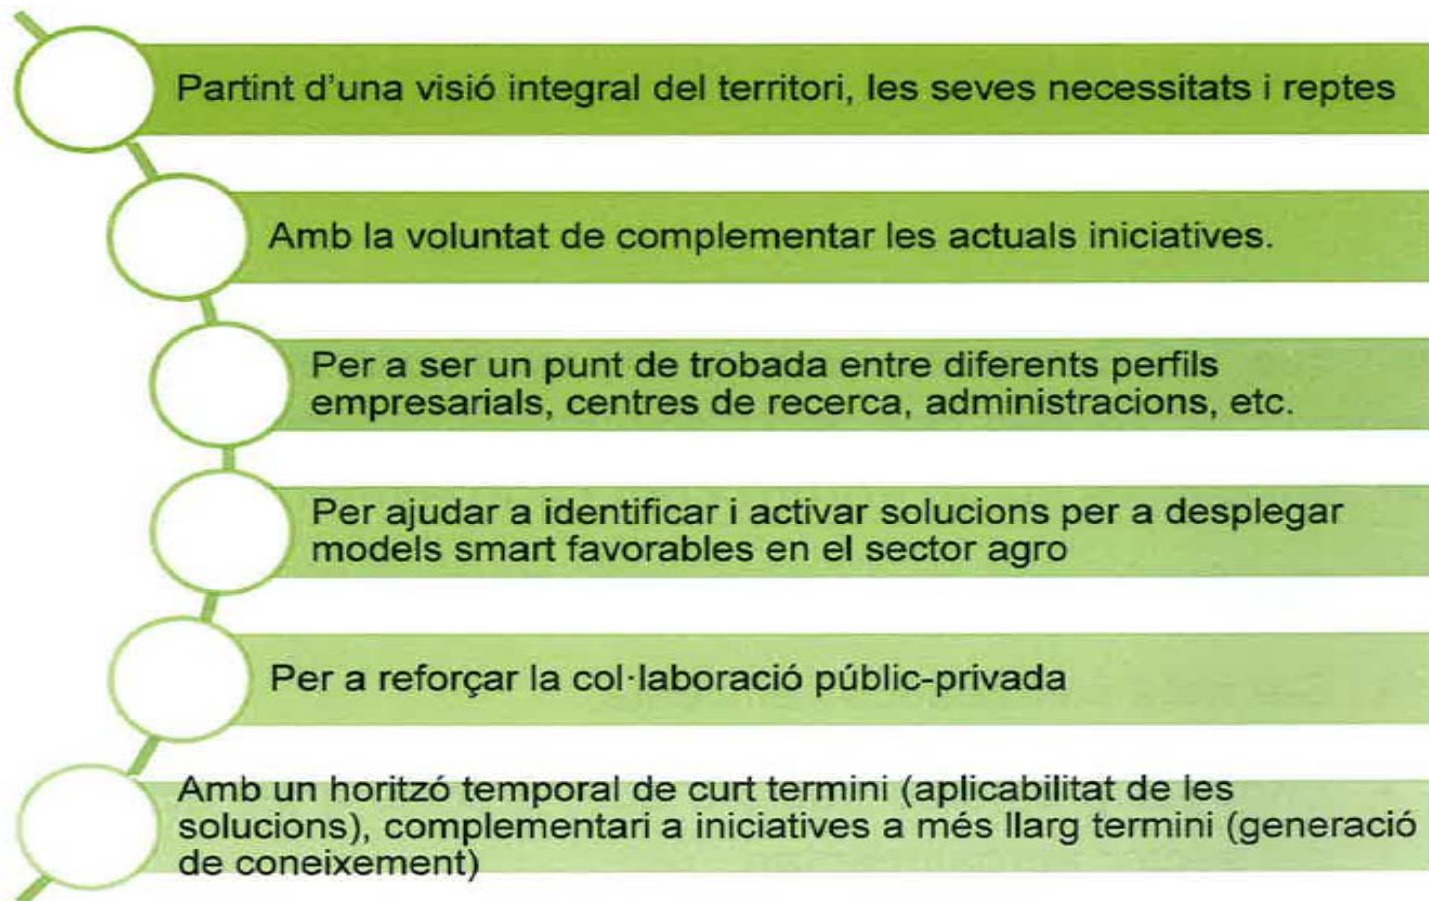 Partint d'una visió integral del territori, les seves necessitats i reptes
Amb la voluntat de complementar les actuals iniciatives.
Per a ser un punt de trobada entre diferents perfils
empresarials, centres de recerca, administracions, etc.
Per ajudar a identificar i activar solucions per a desplegar
models smart favorables en el sector agro
Per a reforçar la col·laboració públic-privada
Amb un horitzó temporal de curt termini (aplicabilitat de les
solucions), complementari a iniciatives a més llarg termini (generació
de coneixement)